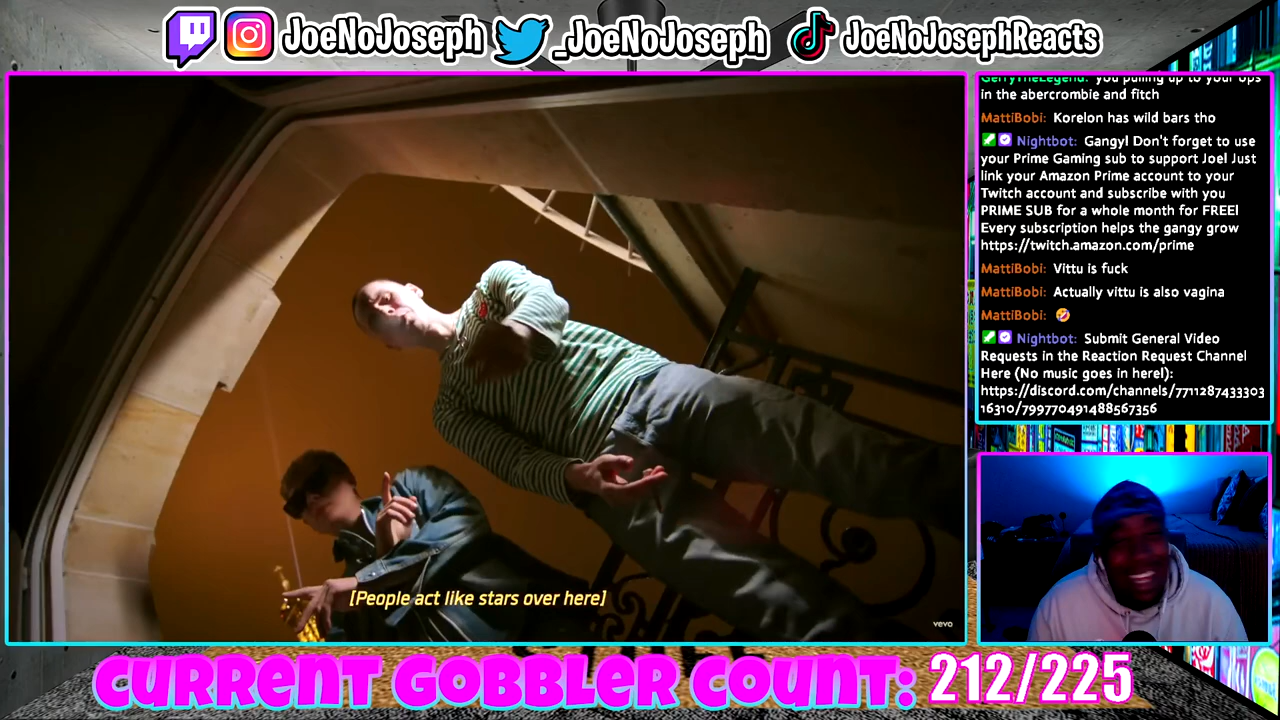 JoeNoJoseph
_JoeNoJoseph
JoeNoJosephReacts
GerryTheLegend: you pulling up to your ops
in the abercrombie and fitch
MattiBobi: Korelon has wild bars tho
Nightbot: Gangy! Don't forget to use
your Prime Gaming sub to support Joe! Just
link your Amazon Prime account to your
Twitch account and subscribe with you
PRIME SUB for a whole month for FREE!
Every subscription helps the gangy grow
https://twitch.amazon.com/prime
MattiBobi: Vittu is fuck
MattiBobi: Actually vittu is also vagina
MattiBobi: 🤣
Nightbot: Submit General Video
Requests in the Reaction Request Channel
Here (No music goes in here!):
https://discord.com/channels/7711287433303
16310/799770491488567356
[People act like stars over here]
vevo
CURRENT GOBBLER COUNT: 212/225